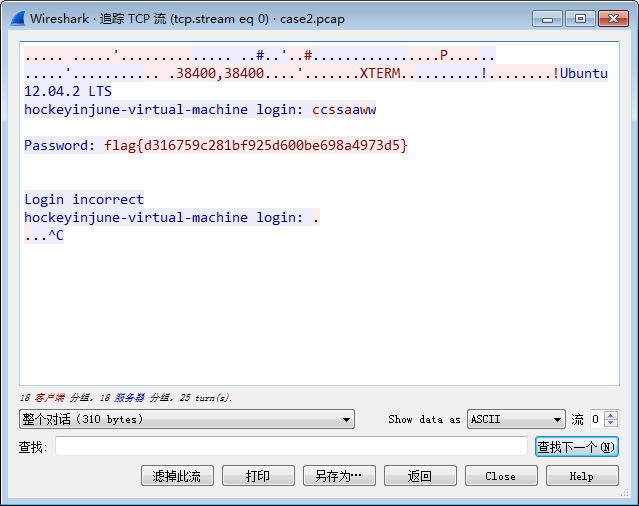 Wireshark · 追踪 TCP 流 (tcp.stream eq 0) · case2.pcap
..... .....'........... ..#..'..#................P......
.....'........... .38400,38400....'.......XTERM..........!........!Ubuntu
12.04.2 LTS
hockeyinjune-virtual-machine login: ccssaaww
Password: flag{d316759c281bf925d600be698a4973d5}
Login incorrect
hockeyinjune-virtual-machine login: .
....^C
18 客户端 分组, 18 服务器 分组, 25 turn(s).
整个对话 (310 bytes)
Show data as ASCII
流 0
查找:
查找下一个(N)
滤掉此流
打印
另存为…
返回
Close
Help